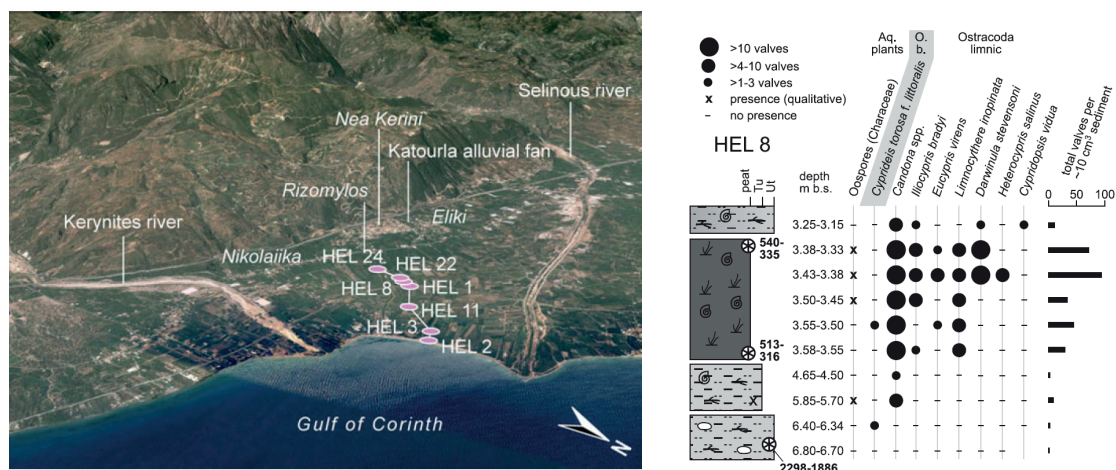 Selinous river
Nea Kerini
Katourla alluvial fan
Rizomylos
Eliki
Kerynites river
Nikolaiika
HEL 24
HEL 22
HEL 8
HEL 1
HEL 11
HEL 3
HEL 2
Gulf of Corinth
N
>10 valves
>4-10 valves
>1-3 valves
x presence (qualitative)
– no presence
HEL 8
Aq. plants
O. b.
Ostracoda limnic
peat
Tu
Ut
depth
m b.s.
Oospores (Characeae)
Cyprideis torosa f. littoralis
Candona spp.
Iliocypris bradyi
Eucypris virens
Limnocythere inopinata
Darwinula stevensoni
Heterocypris salinus
Cypridopsis vidua
total valves per
~10 cm³ sediment
0 50 100
3.25-3.15 – – – – – – –
540-
335
3.38-3.33 x – – –
3.43-3.38 x – –
3.50-3.45 x – – – – –
3.55-3.50 – – – – –
513-
316
3.58-3.55 – – – – – –
4.65-4.50 – – – – – – – –
X
5.85-5.70 x – – – – – – –
6.40-6.34 – – – – – – – –
6.80-6.70 – – – – – – – – –
2298-1886